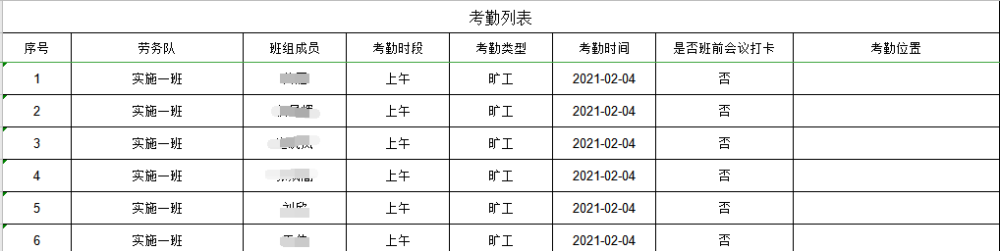 考勤列表
序号 劳务队 班组成员 考勤时段 考勤类型 考勤时间 是否班前会议打卡 考勤位置
1 实施一班 上午 旷工 2021-02-04 否
2 实施一班 上午 旷工 2021-02-04 否
3 实施一班 上午 旷工 2021-02-04 否
4 实施一班 上午 旷工 2021-02-04 否
5 实施一班 上午 旷工 2021-02-04 否
6 实施一班 上午 旷工 2021-02-04 否